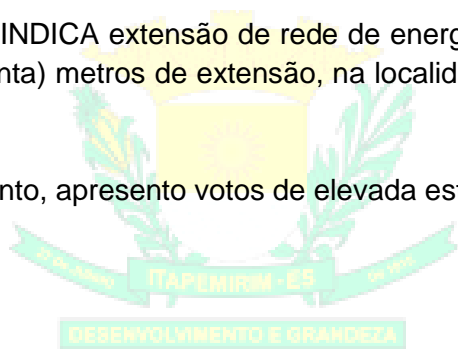 INDICA extensão de rede de energ
nta) metros de extensão, na localid
nto, apresento votos de elevada est
ITAPEMIRIM - ES
DESENVOLVIMENTO E GRANDEZA